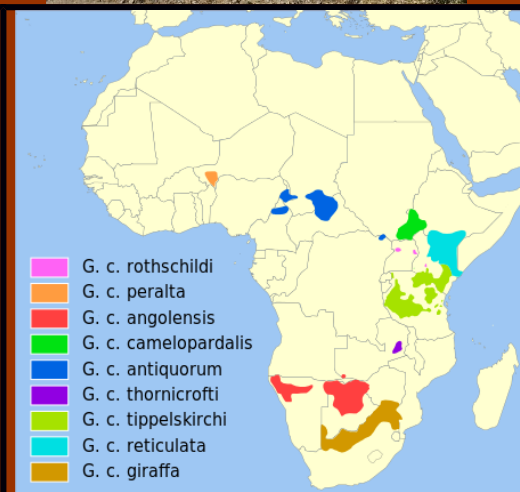 G. c. rothschildi
G. c. peralta
G. c. angolensis
G. c. camelopardalis
G. c. antiquorum
G. c. thornicrofti
G. c. tippelskirchi
G. c. reticulata
G. c. giraffa